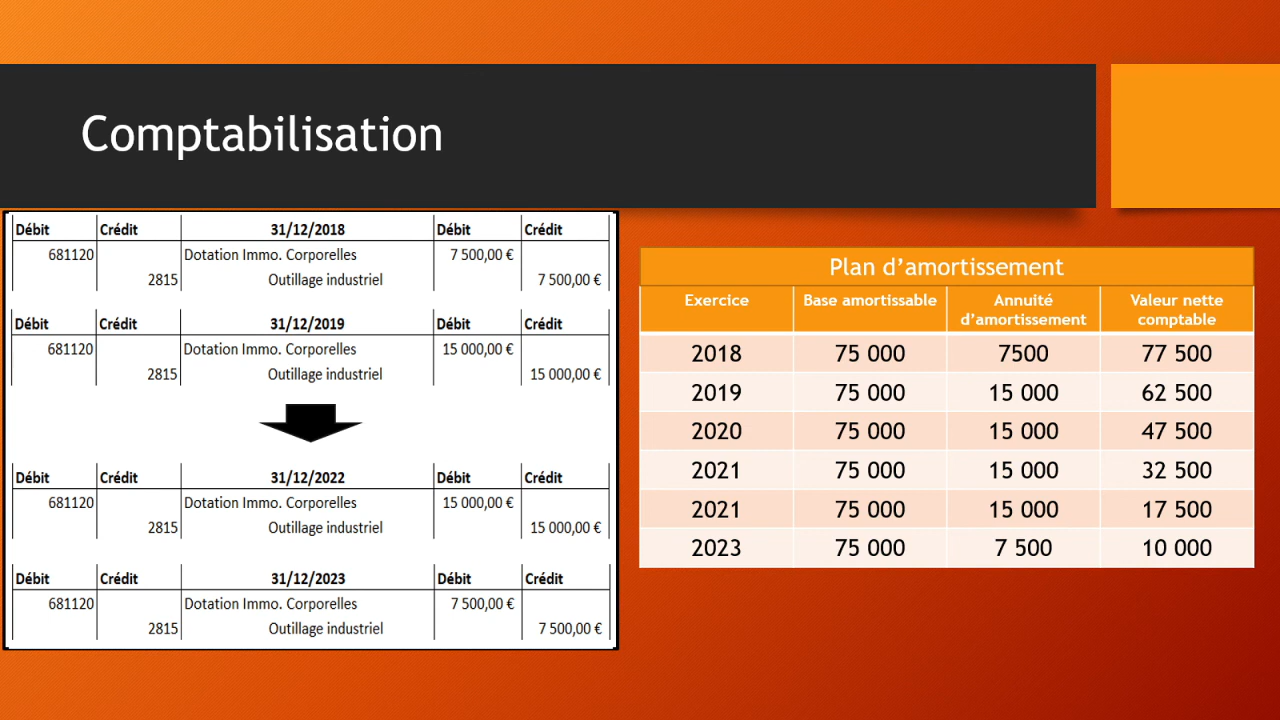 Comptabilisation
Débit Crédit 31/12/2018 Débit Crédit
681120 Dotation Immo. Corporelles 7 500,00 €
2815 Outillage industriel 7 500,00 €
Débit Crédit 31/12/2019 Débit Crédit
681120 Dotation Immo. Corporelles 15 000,00 €
2815 Outillage industriel 15 000,00 €
Débit Crédit 31/12/2022 Débit Crédit
681120 Dotation Immo. Corporelles 15 000,00 €
2815 Outillage industriel 15 000,00 €
Débit Crédit 31/12/2023 Débit Crédit
681120 Dotation Immo. Corporelles 7 500,00 €
2815 Outillage industriel 7 500,00 €
Plan d’amortissement
Exercice Base amortissable Annuité Valeur nette
d’amortissement comptable
2018 75 000 7500 77 500
2019 75 000 15 000 62 500
2020 75 000 15 000 47 500
2021 75 000 15 000 32 500
2021 75 000 15 000 17 500
2023 75 000 7 500 10 000